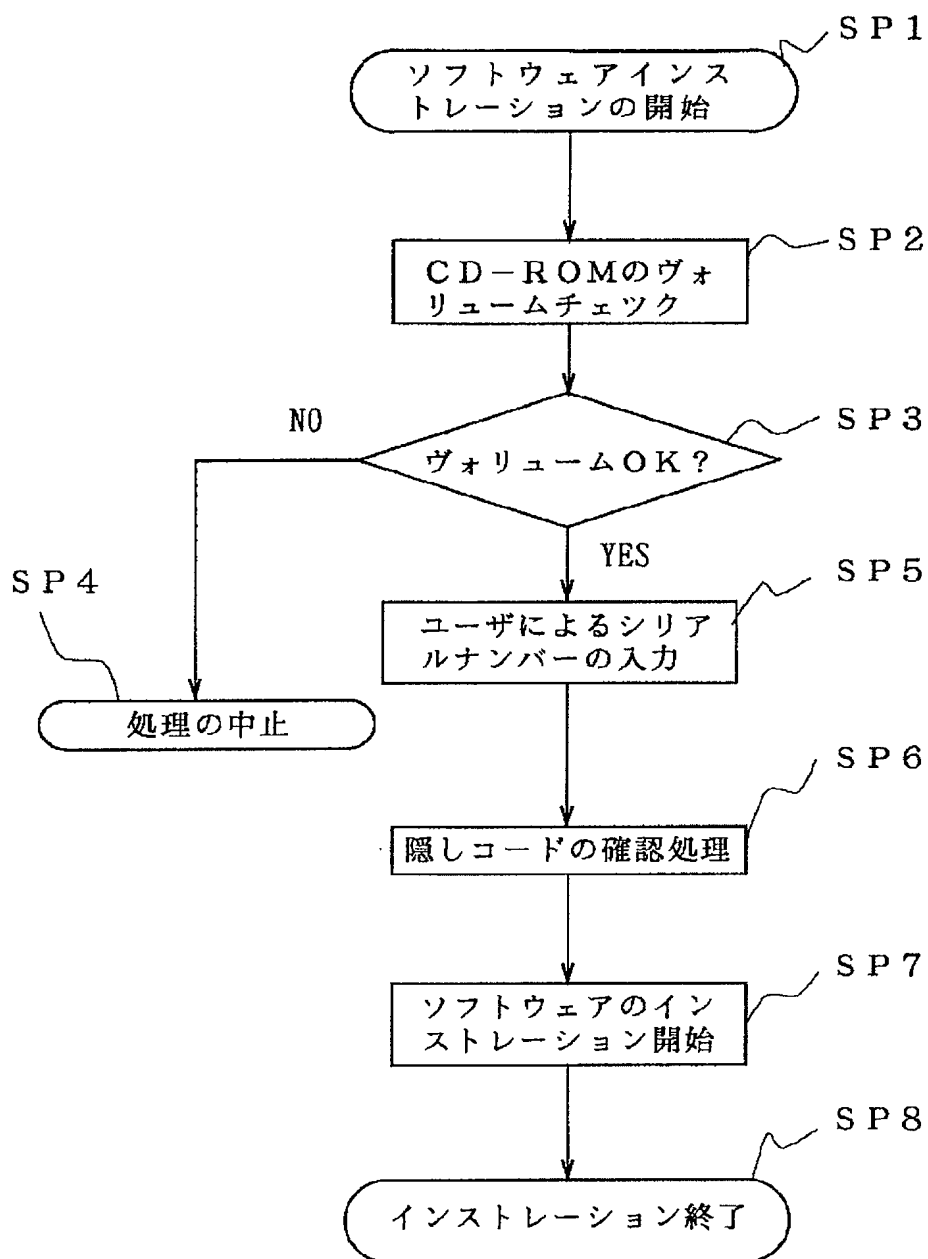 SP1
ソフトウェアインス
トレーションの開始
SP2
CD-ROMのヴォ
リュームチェツク
SP3
NO
ヴォリュームOK?
YES
SP5
SP4
ユーザによるシリア
ルナンバーの入力
処理の中止
SP6
隠しコードの確認処理
SP7
ソフトウェアのイン
ストレーション開始
SP8
インストレーション終了